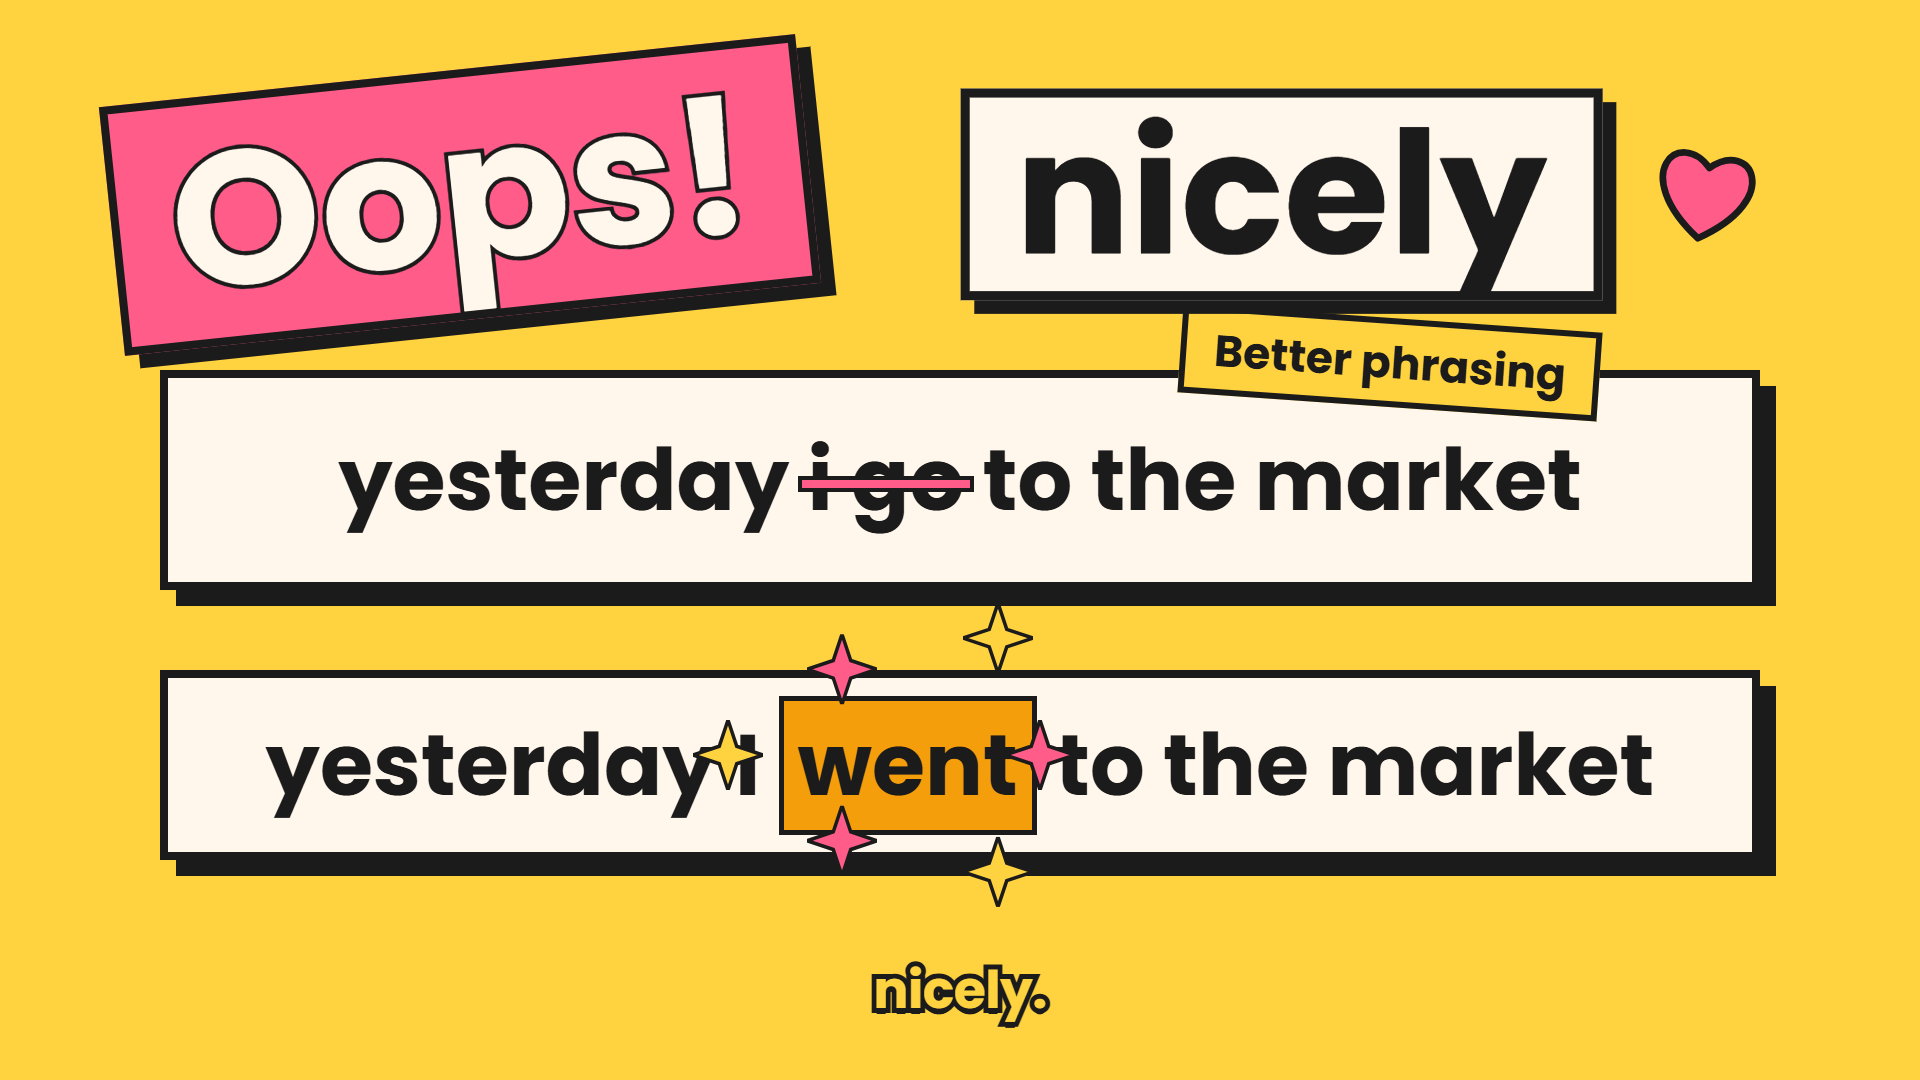 Oops!
nicely
Better phrasing
yesterday i go to the market
yesterday i went to the market
nicely.